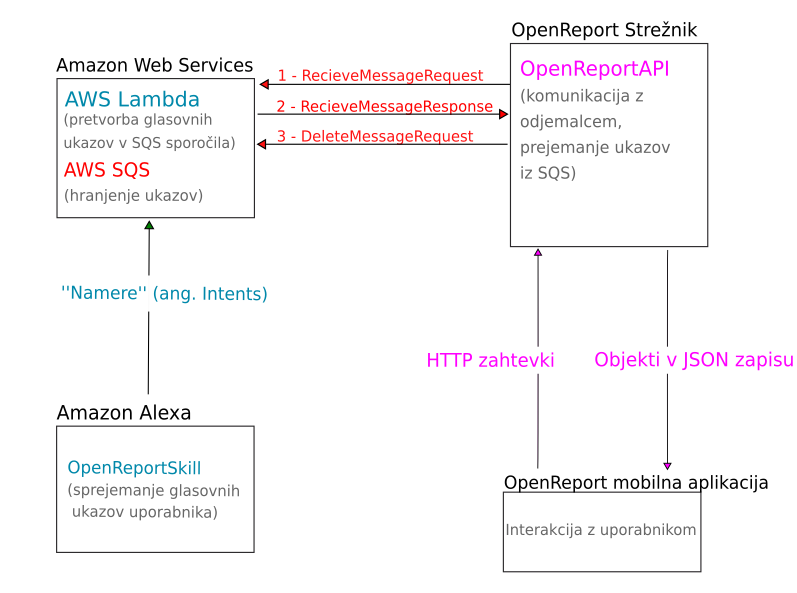 OpenReport Strežnik
Amazon Web Services
OpenReportAPI
(komunikacija z
odjemalcem,
prejemanje ukazov
iz SQS)
1 - RecieveMessageRequest
2 - RecieveMessageResponse
3 - DeleteMessageRequest
AWS Lambda
(pretvorba glasovnih
ukazov v SQS sporočila)
AWS SQS
(hranjenje ukazov)
''Namere'' (ang. Intents)
HTTP zahtevki
Objekti v JSON zapisu
Amazon Alexa
OpenReportSkill
(sprejemanje glasovnih
ukazov uporabnika)
OpenReport mobilna aplikacija
Interakcija z uporabnikom